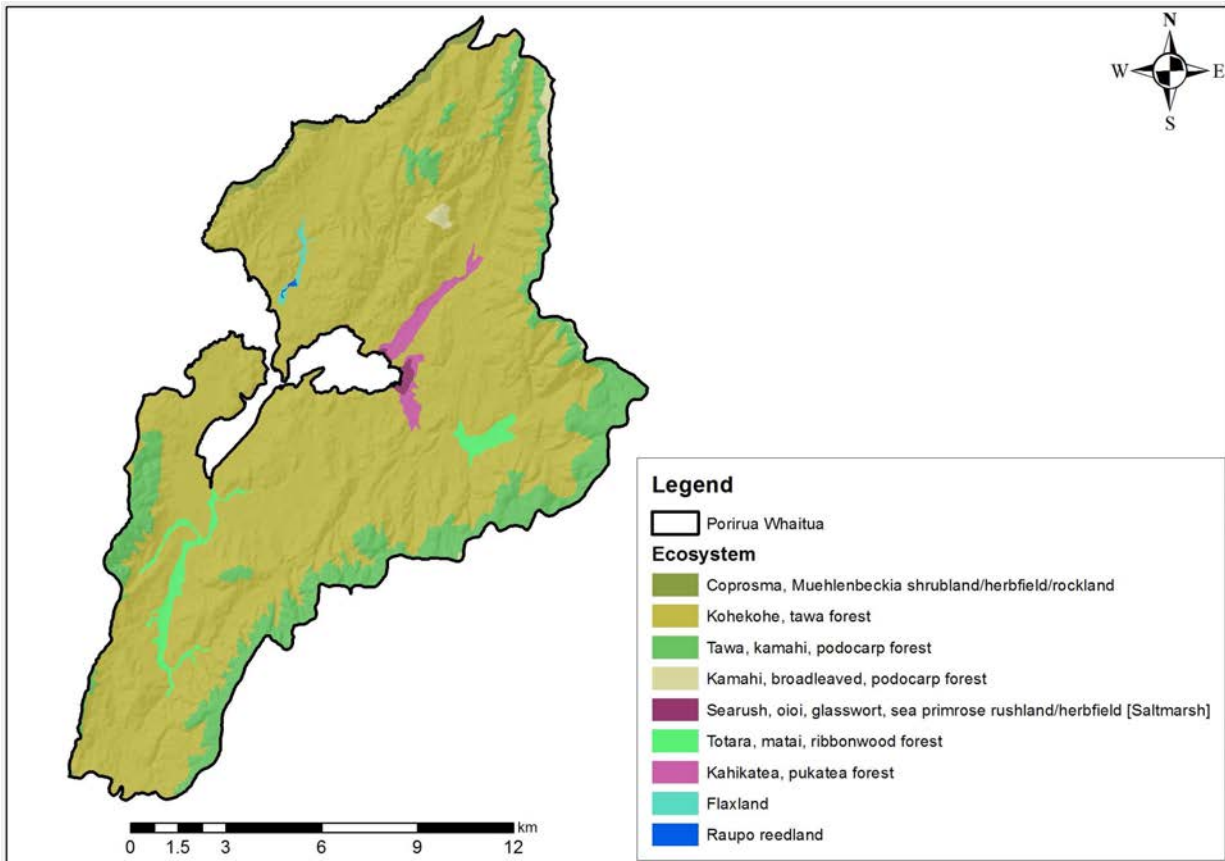 N
W E
S
Legend
Porirua Whaitua
Ecosystem
Coprosma, Muehlenbeckia shrubland/herbfield/rockland
Kohekohe, tawa forest
Tawa, kamahi, podocarp forest
Kamahi, broadleaved, podocarp forest
Searush, oioi, glasswort, sea primrose rushland/herbfield [Saltmarsh]
Totara, matai, ribbonwood forest
Kahikatea, pukatea forest
Flaxland
Raupo reedland
km
0 1.5 3 6 9 12